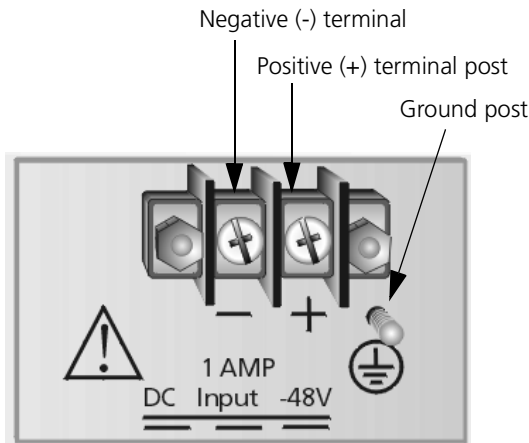 Negative (-) terminal
Positive (+) terminal post
Ground post
− +
1 AMP
DC Input -48V